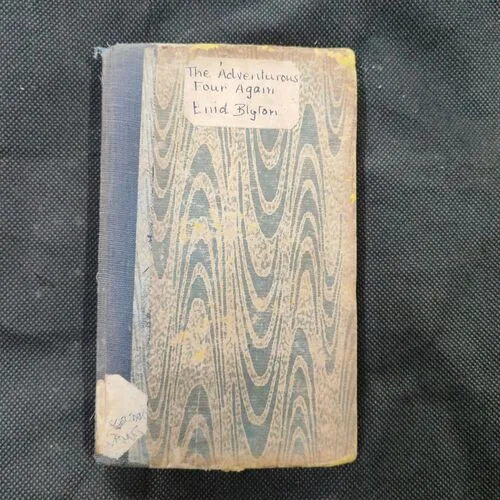 The Adventurous
Four Again
Enid Blyton